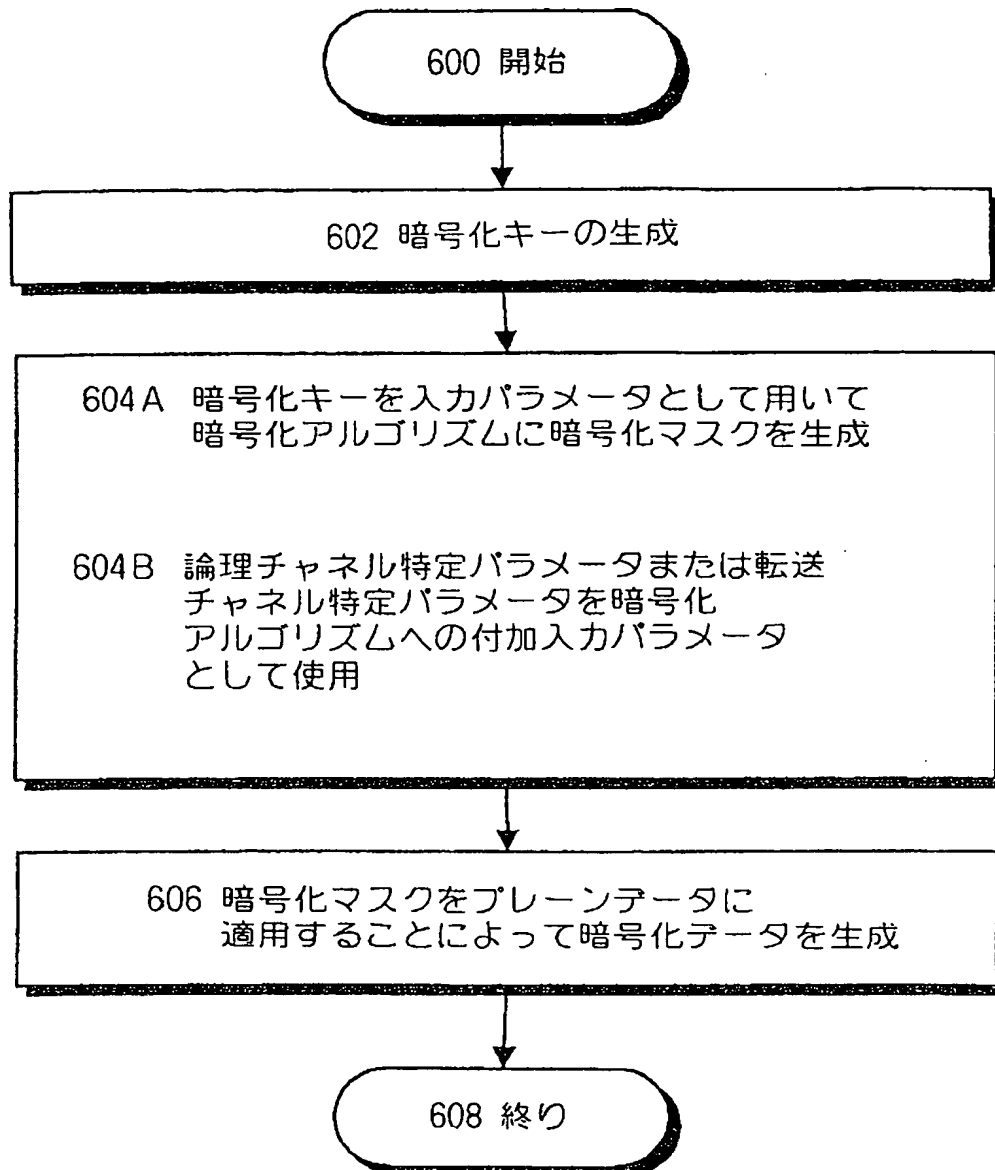 600 開始
602 暗号化キーの生成
604A 暗号化キーを入力パラメータとして用いて
暗号化アルゴリズムに暗号化マスクを生成
604B 論理チャネル特定パラメータまたは転送
チャネル特定パラメータを暗号化
アルゴリズムへの付加入力パラメータ
として使用
606 暗号化マスクをプレーンデータに
適用することによって暗号化データを生成
608 終り